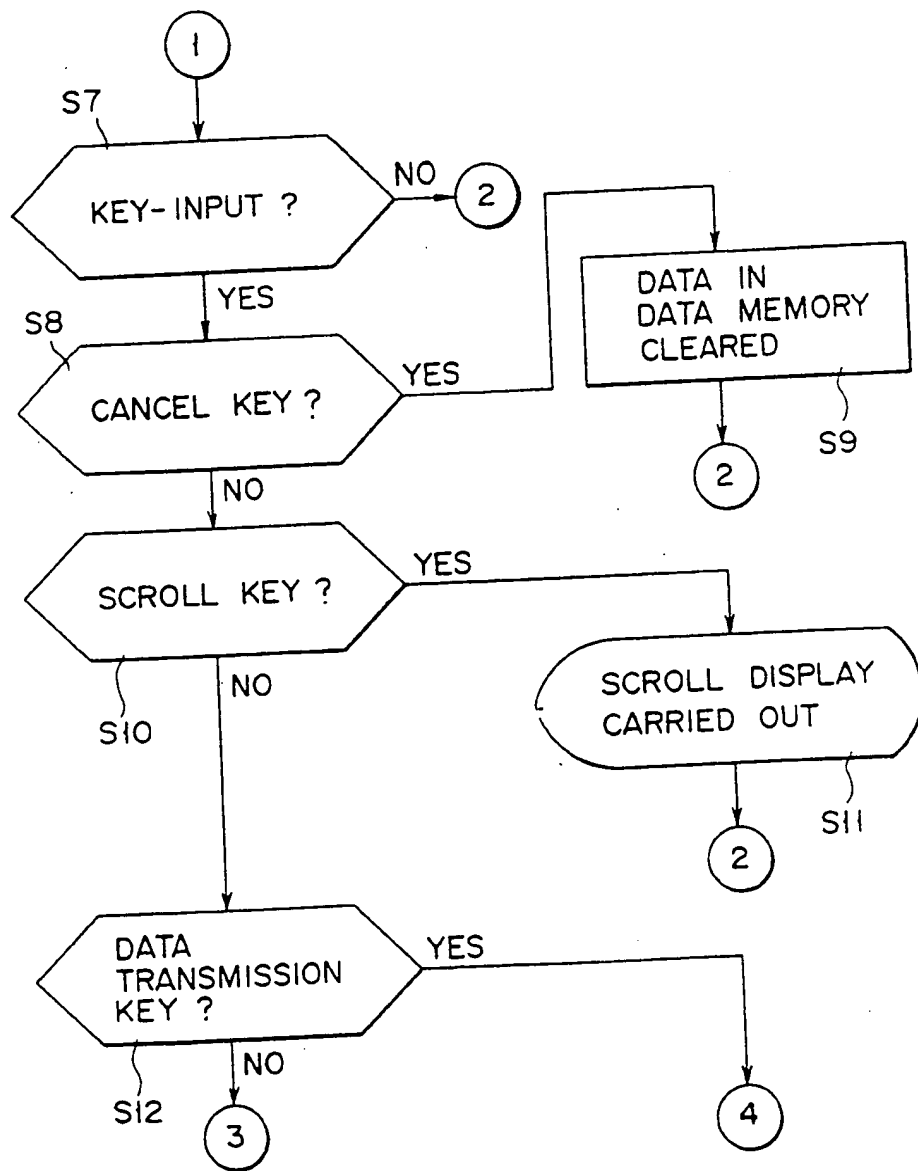 1
S7
KEY-INPUT ?
NO
2
YES
S8
CANCEL KEY ?
YES
DATA IN
DATA MEMORY
CLEARED
S9
2
NO
SCROLL KEY ?
YES
S10
NO
SCROLL DISPLAY
CARRIED OUT
S11
2
DATA
TRANSMISSION
KEY ?
YES
S12
NO
3
4